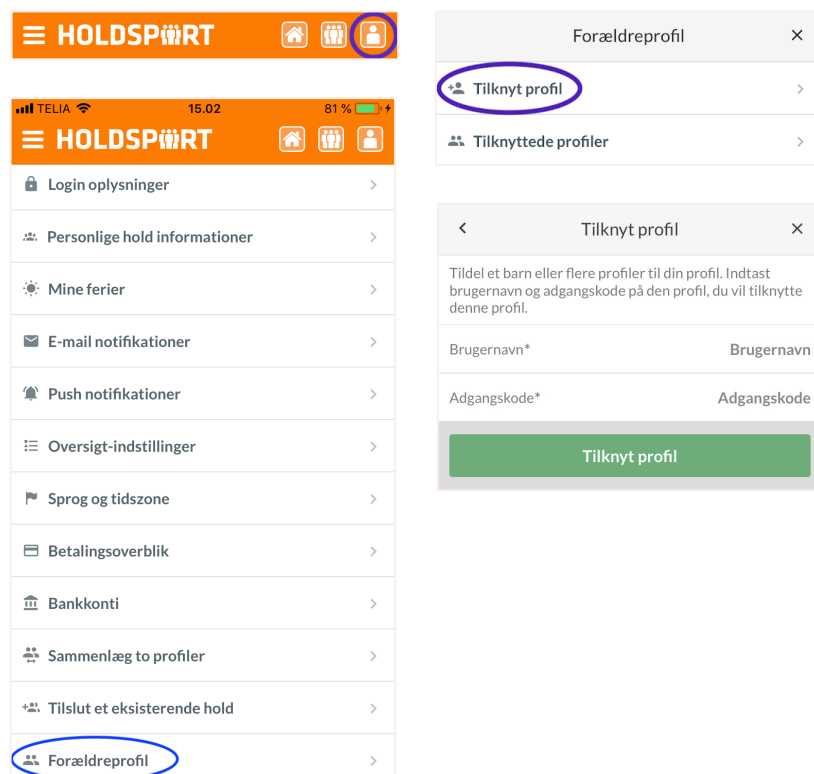 HOLDSPORT
TELIA 15.02 81 %
HOLDSPORT
Login oplysninger
Personlige hold informationer
Mine ferier
E-mail notifikationer
Push notifikationer
Oversigt-indstillinger
Sprog og tidszone
Betalingsoverblik
Bankkonti
Sammenlæg to profiler
Tilslut et eksisterende hold
Forældreprofil
Forældreprofil
Tilknyt profil
Tilknyttede profiler
Tilknyt profil
Tildel et barn eller flere profiler til din profil. Indtast
brugernavn og adgangskode på den profil, du vil tilknytte
denne profil.
Brugernavn* Brugernavn
Adgangskode* Adgangskode
Tilknyt profil